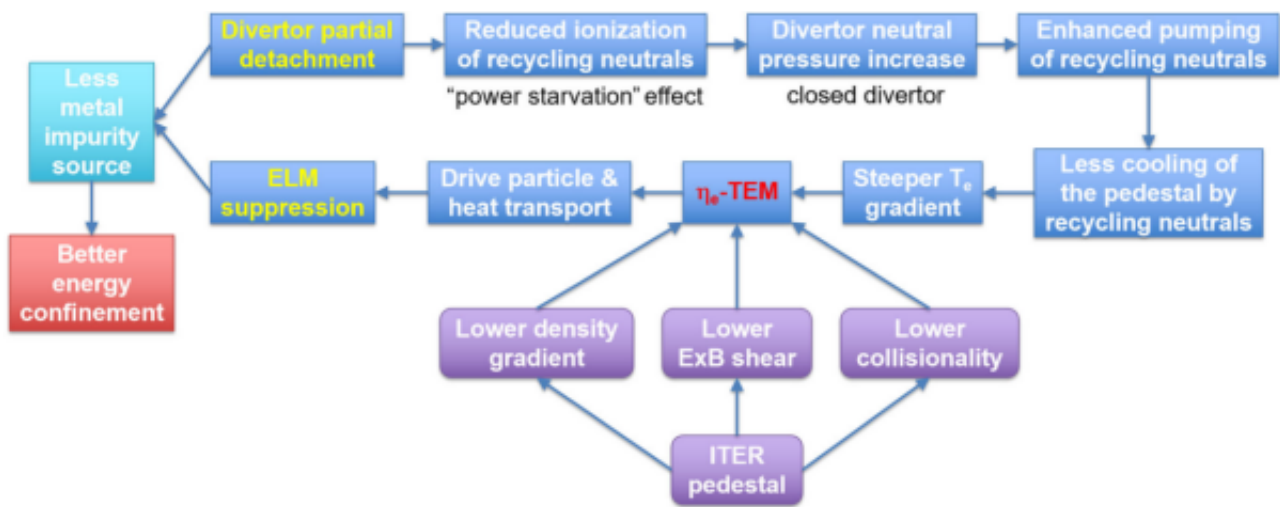 Divertor partial
detachment
Reduced ionization
of recycling neutrals
"power starvation" effect
Divertor neutral
pressure increase
closed divertor
Enhanced pumping
of recycling neutrals
Less
metal
impurity
source
ELM
suppression
Drive particle &
heat transport
ηe-TEM
Steeper Te
gradient
Less cooling of
the pedestal by
recycling neutrals
Better
energy
confinement
Lower density
gradient
Lower
ExB shear
Lower
collisionality
ITER
pedestal